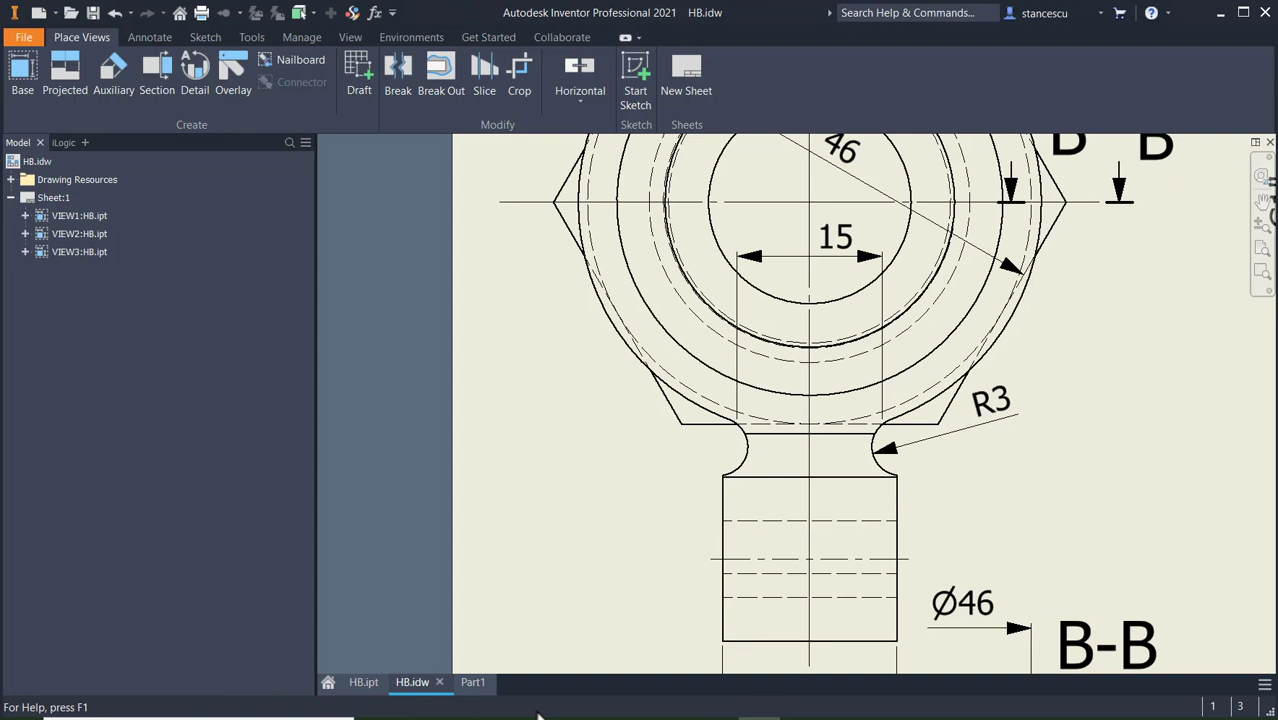 Autodesk Inventor Professional 2021 HB.idw
Search Help & Commands...
stancescu
File Place Views Annotate Sketch Tools Manage View Environments Get Started Collaborate
Base
Projected
Auxiliary
Section
Detail
Overlay
Nailboard
Connector
Draft
Break
Break Out
Slice
Crop
Horizontal
Start
Sketch
New Sheet
Create
Modify
Sketch
Sheets
Model
iLogic
HB.idw
Drawing Resources
Sheet:1
VIEW1:HB.ipt
VIEW2:HB.ipt
VIEW3:HB.ipt
46
B B
15
R3
Ø46
B-B
HB.ipt
HB.idw
Part1
For Help, press F1
1 3